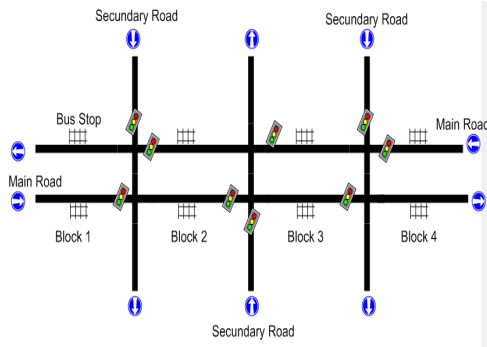 Secundary Road
Secundary Road
Bus Stop
Main Road
Main Road
Block 1
Block 2
Block 3
Block 4
Secundary Road